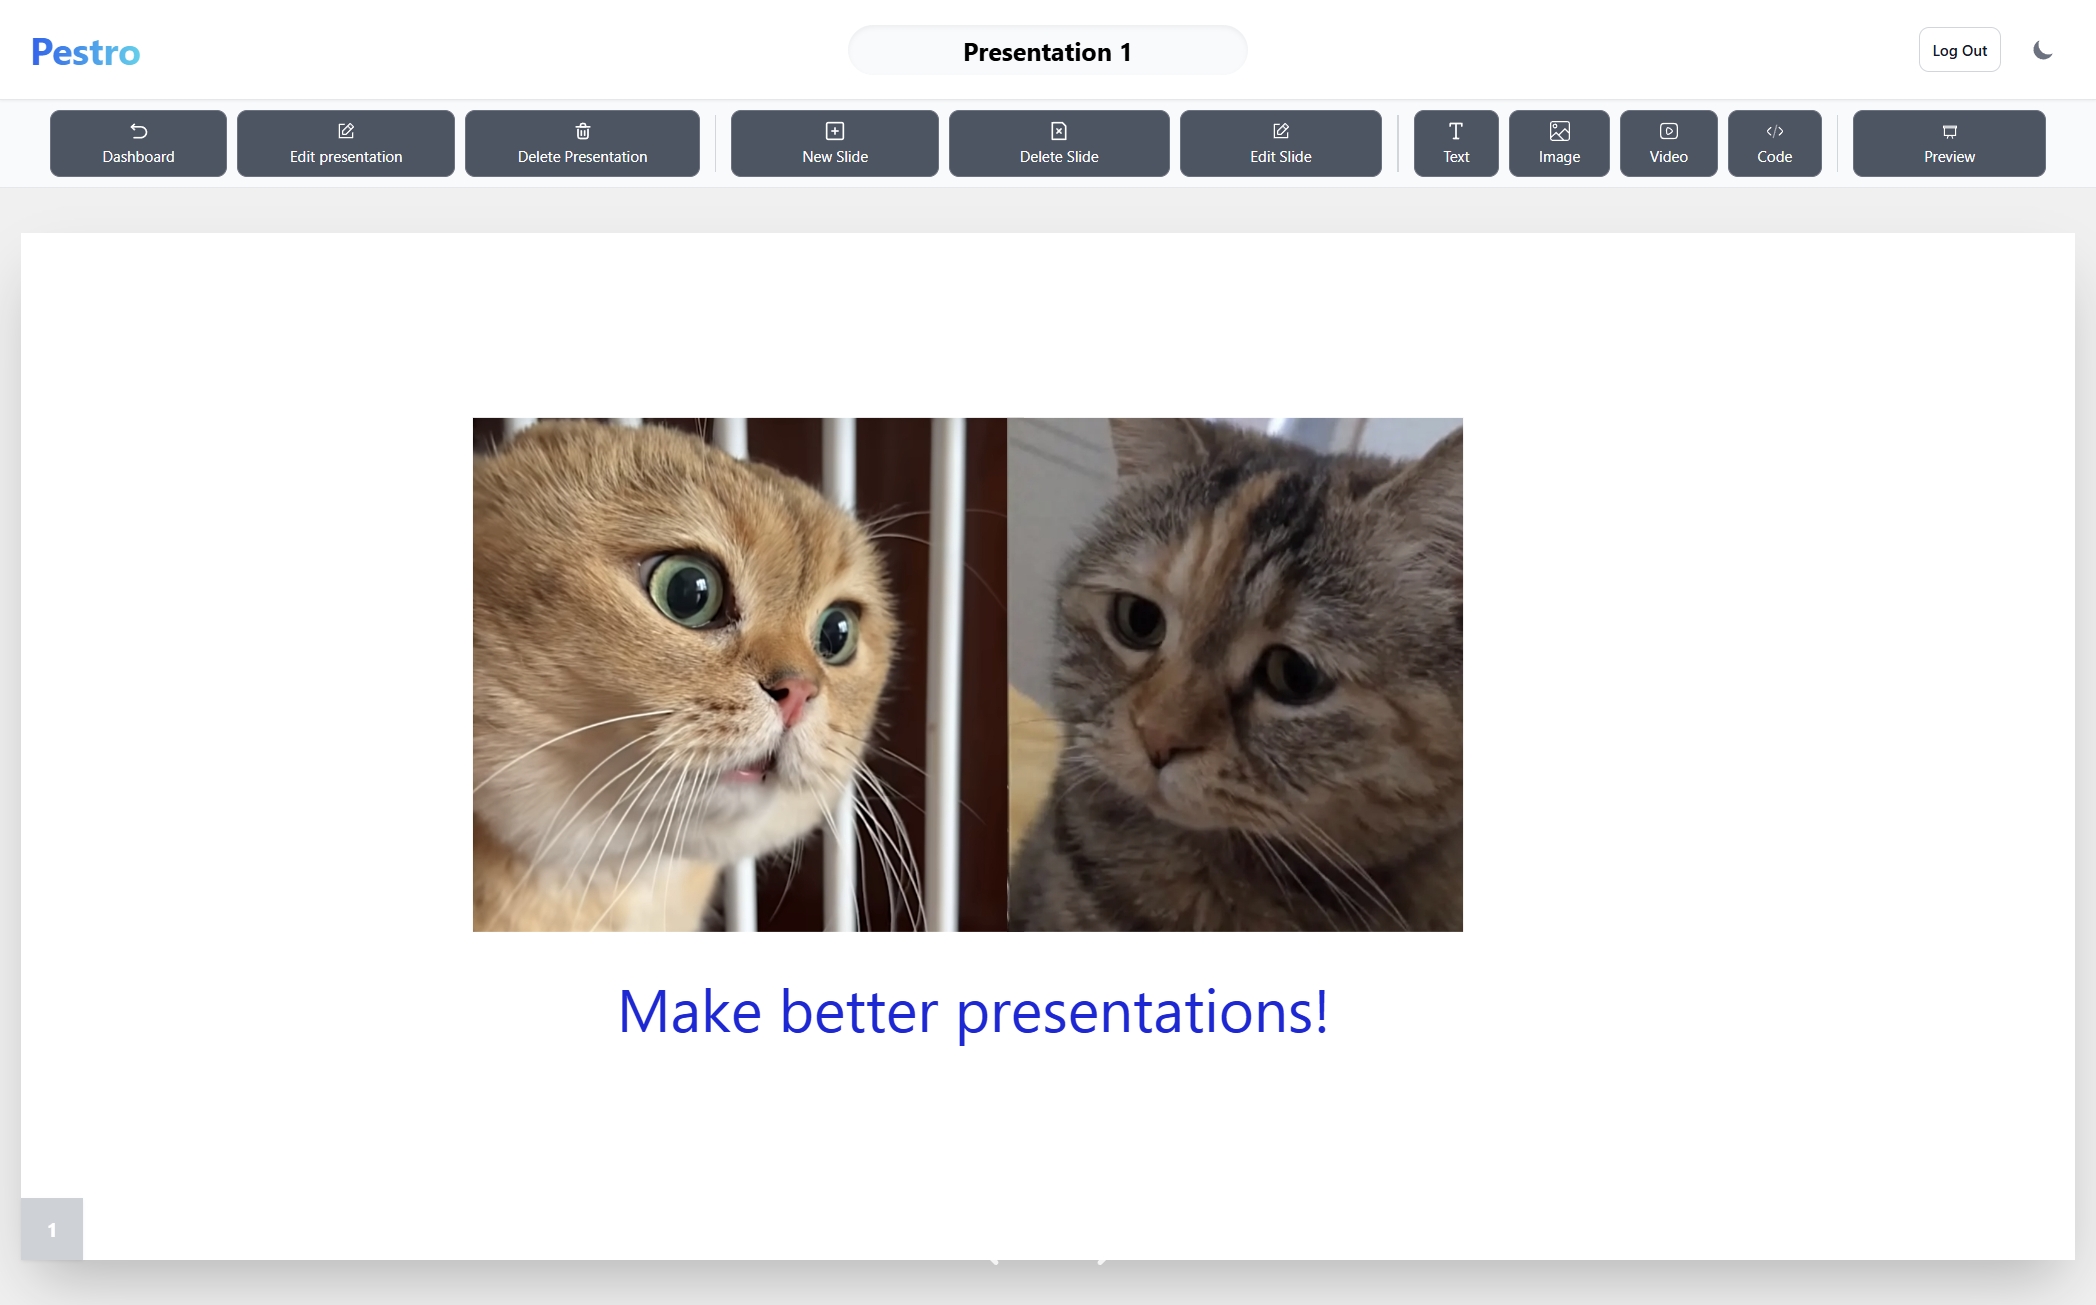 Pestro
Presentation 1
Log Out
Dashboard
Edit presentation
Delete Presentation
New Slide
Delete Slide
Edit Slide
Text
Image
Video
Code
Preview
Make better presentations!
1